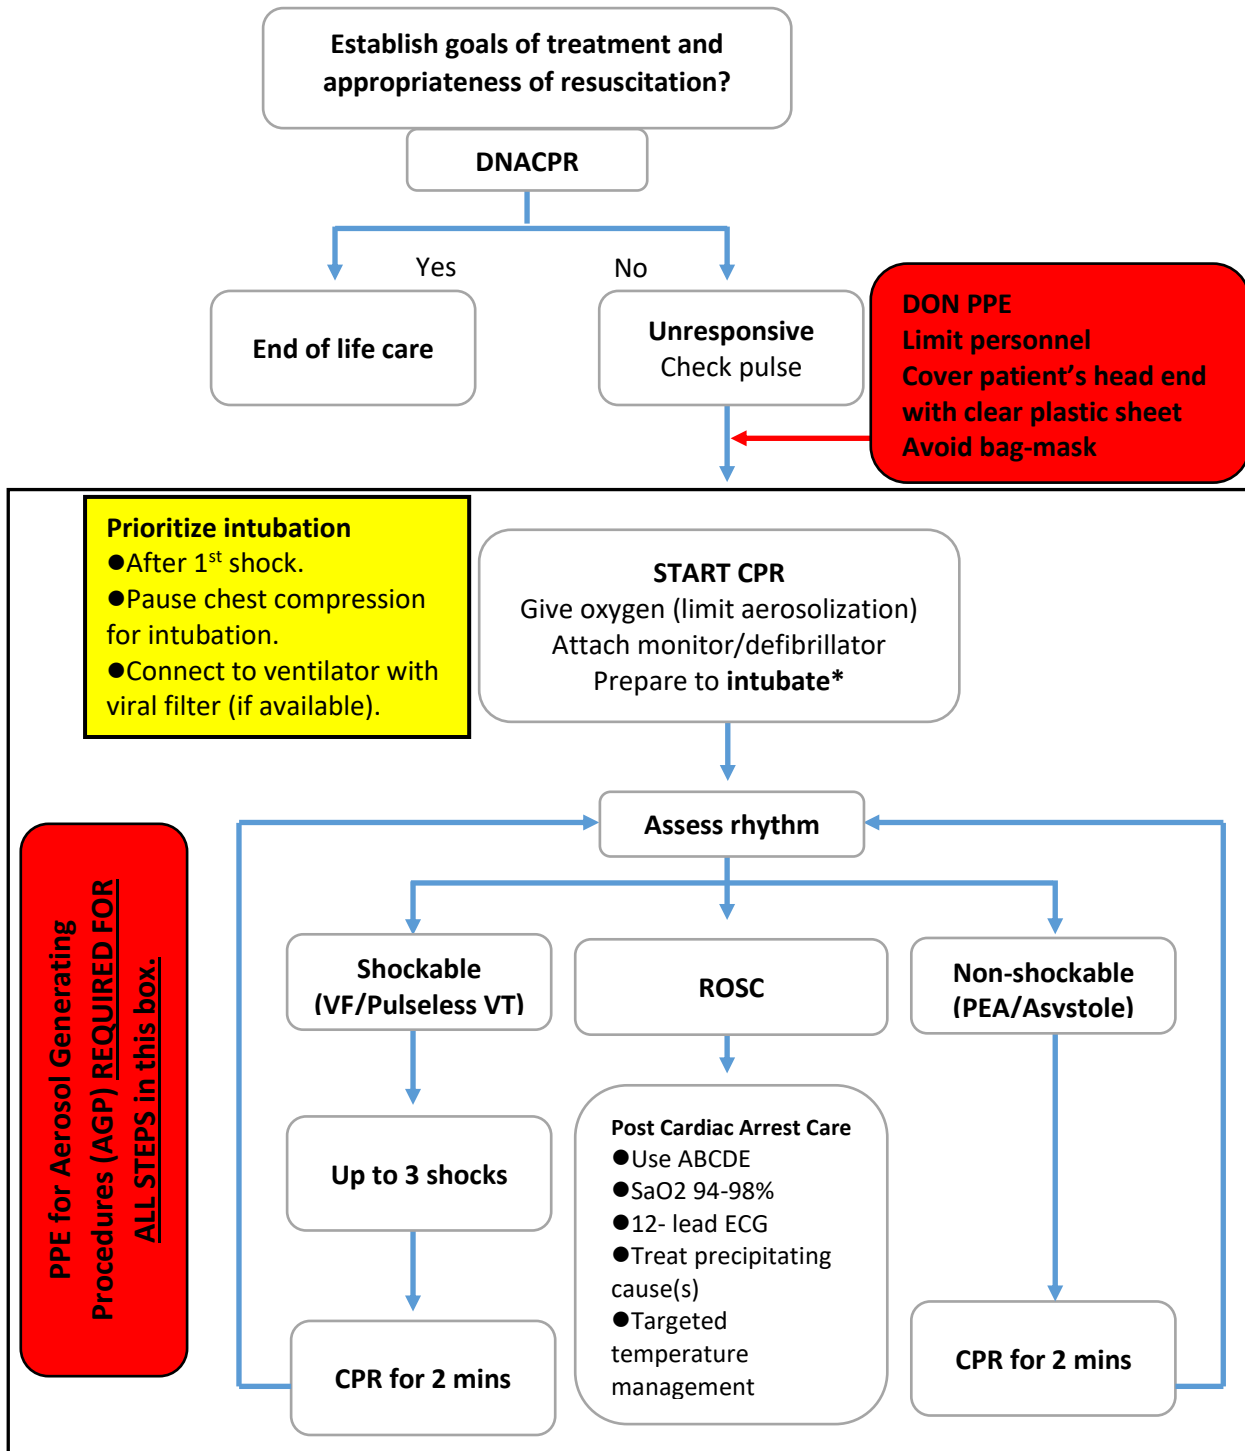 Establish goals of treatment and
appropriateness of resuscitation?
DNACPR
Yes
No
End of life care
Unresponsive
Check pulse
DON PPE
Limit personnel
Cover patient’s head end
with clear plastic sheet
Avoid bag-mask
Prioritize intubation
●After 1st shock.
●Pause chest compression
for intubation.
●Connect to ventilator with
viral filter (if available).
START CPR
Give oxygen (limit aerosolization)
Attach monitor/defibrillator
Prepare to intubate*
Assess rhythm
PPE for Aerosol Generating
Procedures (AGP) REQUIRED FOR
ALL STEPS in this box.
Shockable
(VF/Pulseless VT)
Up to 3 shocks
CPR for 2 mins
ROSC
Post Cardiac Arrest Care
●Use ABCDE
●SaO2 94-98%
●12- lead ECG
●Treat precipitating
cause(s)
●Targeted
temperature
management
Non-shockable
(PEA/Asystole)
CPR for 2 mins